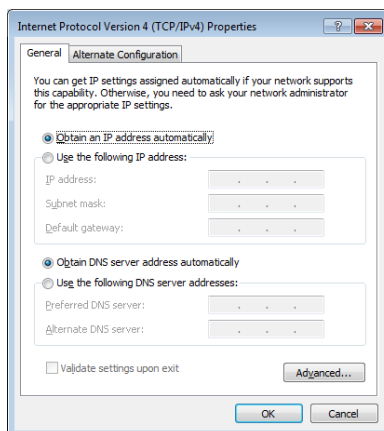 Internet Protocol Version 4 (TCP/IPv4) Properties
General
Alternate Configuration
You can get IP settings assigned automatically if your network supports
this capability. Otherwise, you need to ask your network administrator
for the appropriate IP settings.
Obtain an IP address automatically
Use the following IP address:
IP address:
Subnet mask:
Default gateway:
Obtain DNS server address automatically
Use the following DNS server addresses:
Preferred DNS server:
Alternate DNS server:
Validate settings upon exit
Advanced...
OK Cancel